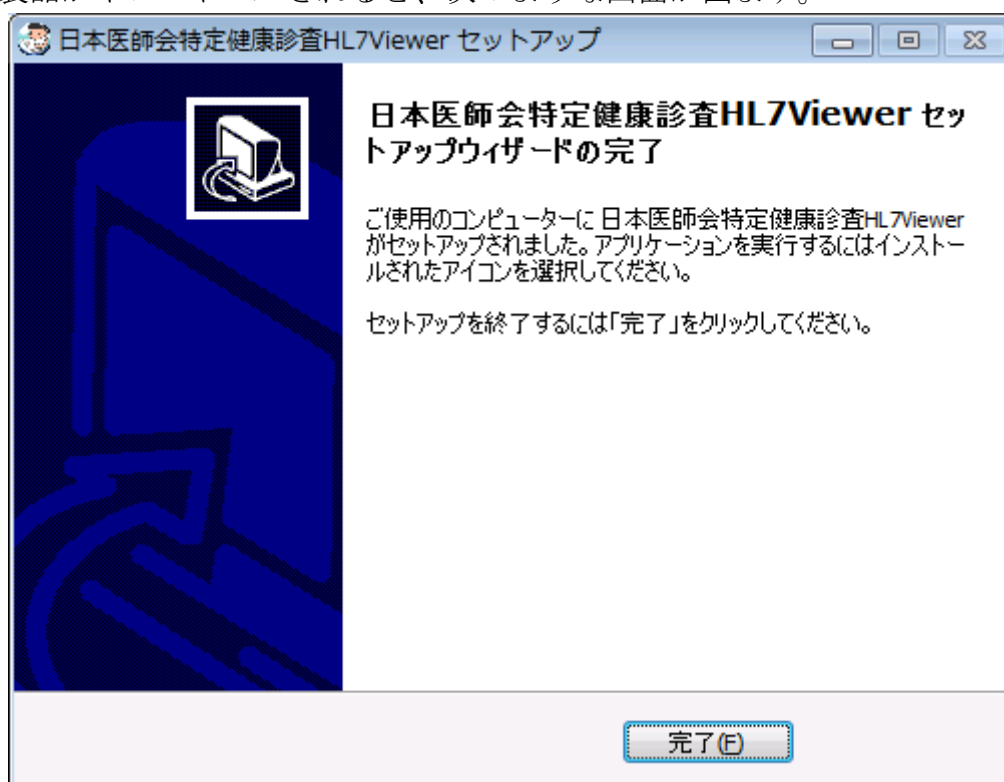 日本医師会特定健康診査HL7Viewer セットアップ
日本医師会特定健康診査HL7Viewer セッ
トアップウィザードの完了
ご使用のコンピューターに 日本医師会特定健康診査HL7Viewer
がセットアップされました。アプリケーションを実行するにはインストー
ルされたアイコンを選択してください。
セットアップを終了するには「完了」をクリックしてください。
完了(F)